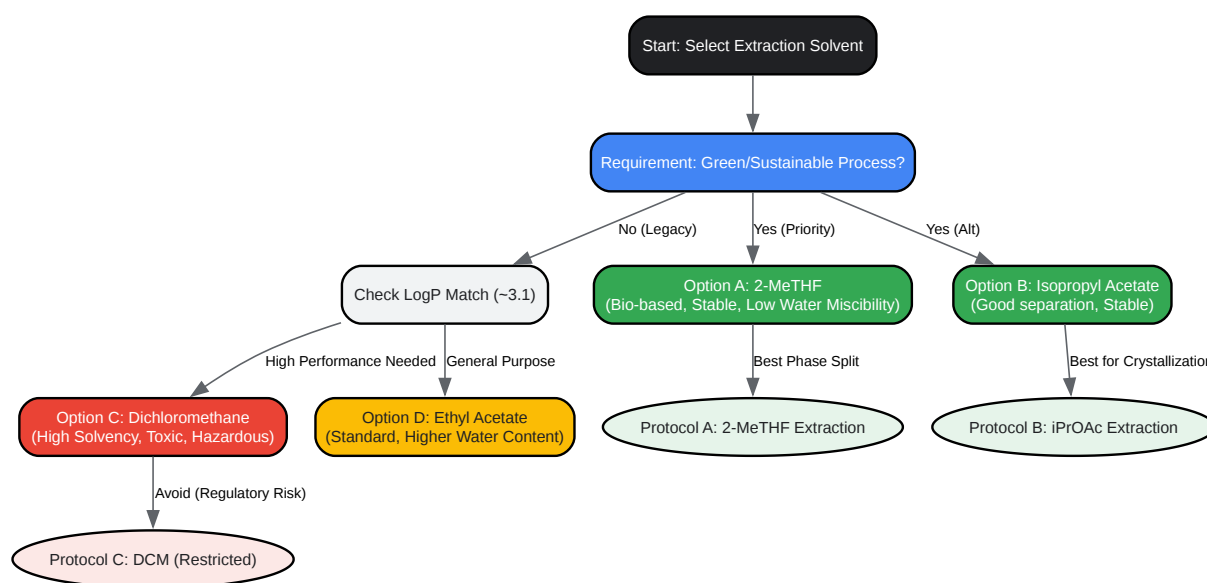 Start: Select Extraction Solvent
Requirement: Green/Sustainable Process?
No (Legacy)
Yes (Priority)
Yes (Alt)
Check LogP Match (~3.1)
Option A: 2-MeTHF
(Bio-based, Stable, Low Water Miscibility)
Option B: Isopropyl Acetate
(Good separation, Stable)
High Performance Needed
General Purpose
Best Phase Split
Best for Crystallization
Option C: Dichloromethane
(High Solvency, Toxic, Hazardous)
Option D: Ethyl Acetate
(Standard, Higher Water Content)
Protocol A: 2-MeTHF Extraction
Protocol B: iPrOAc Extraction
Avoid (Regulatory Risk)
Protocol C: DCM (Restricted)